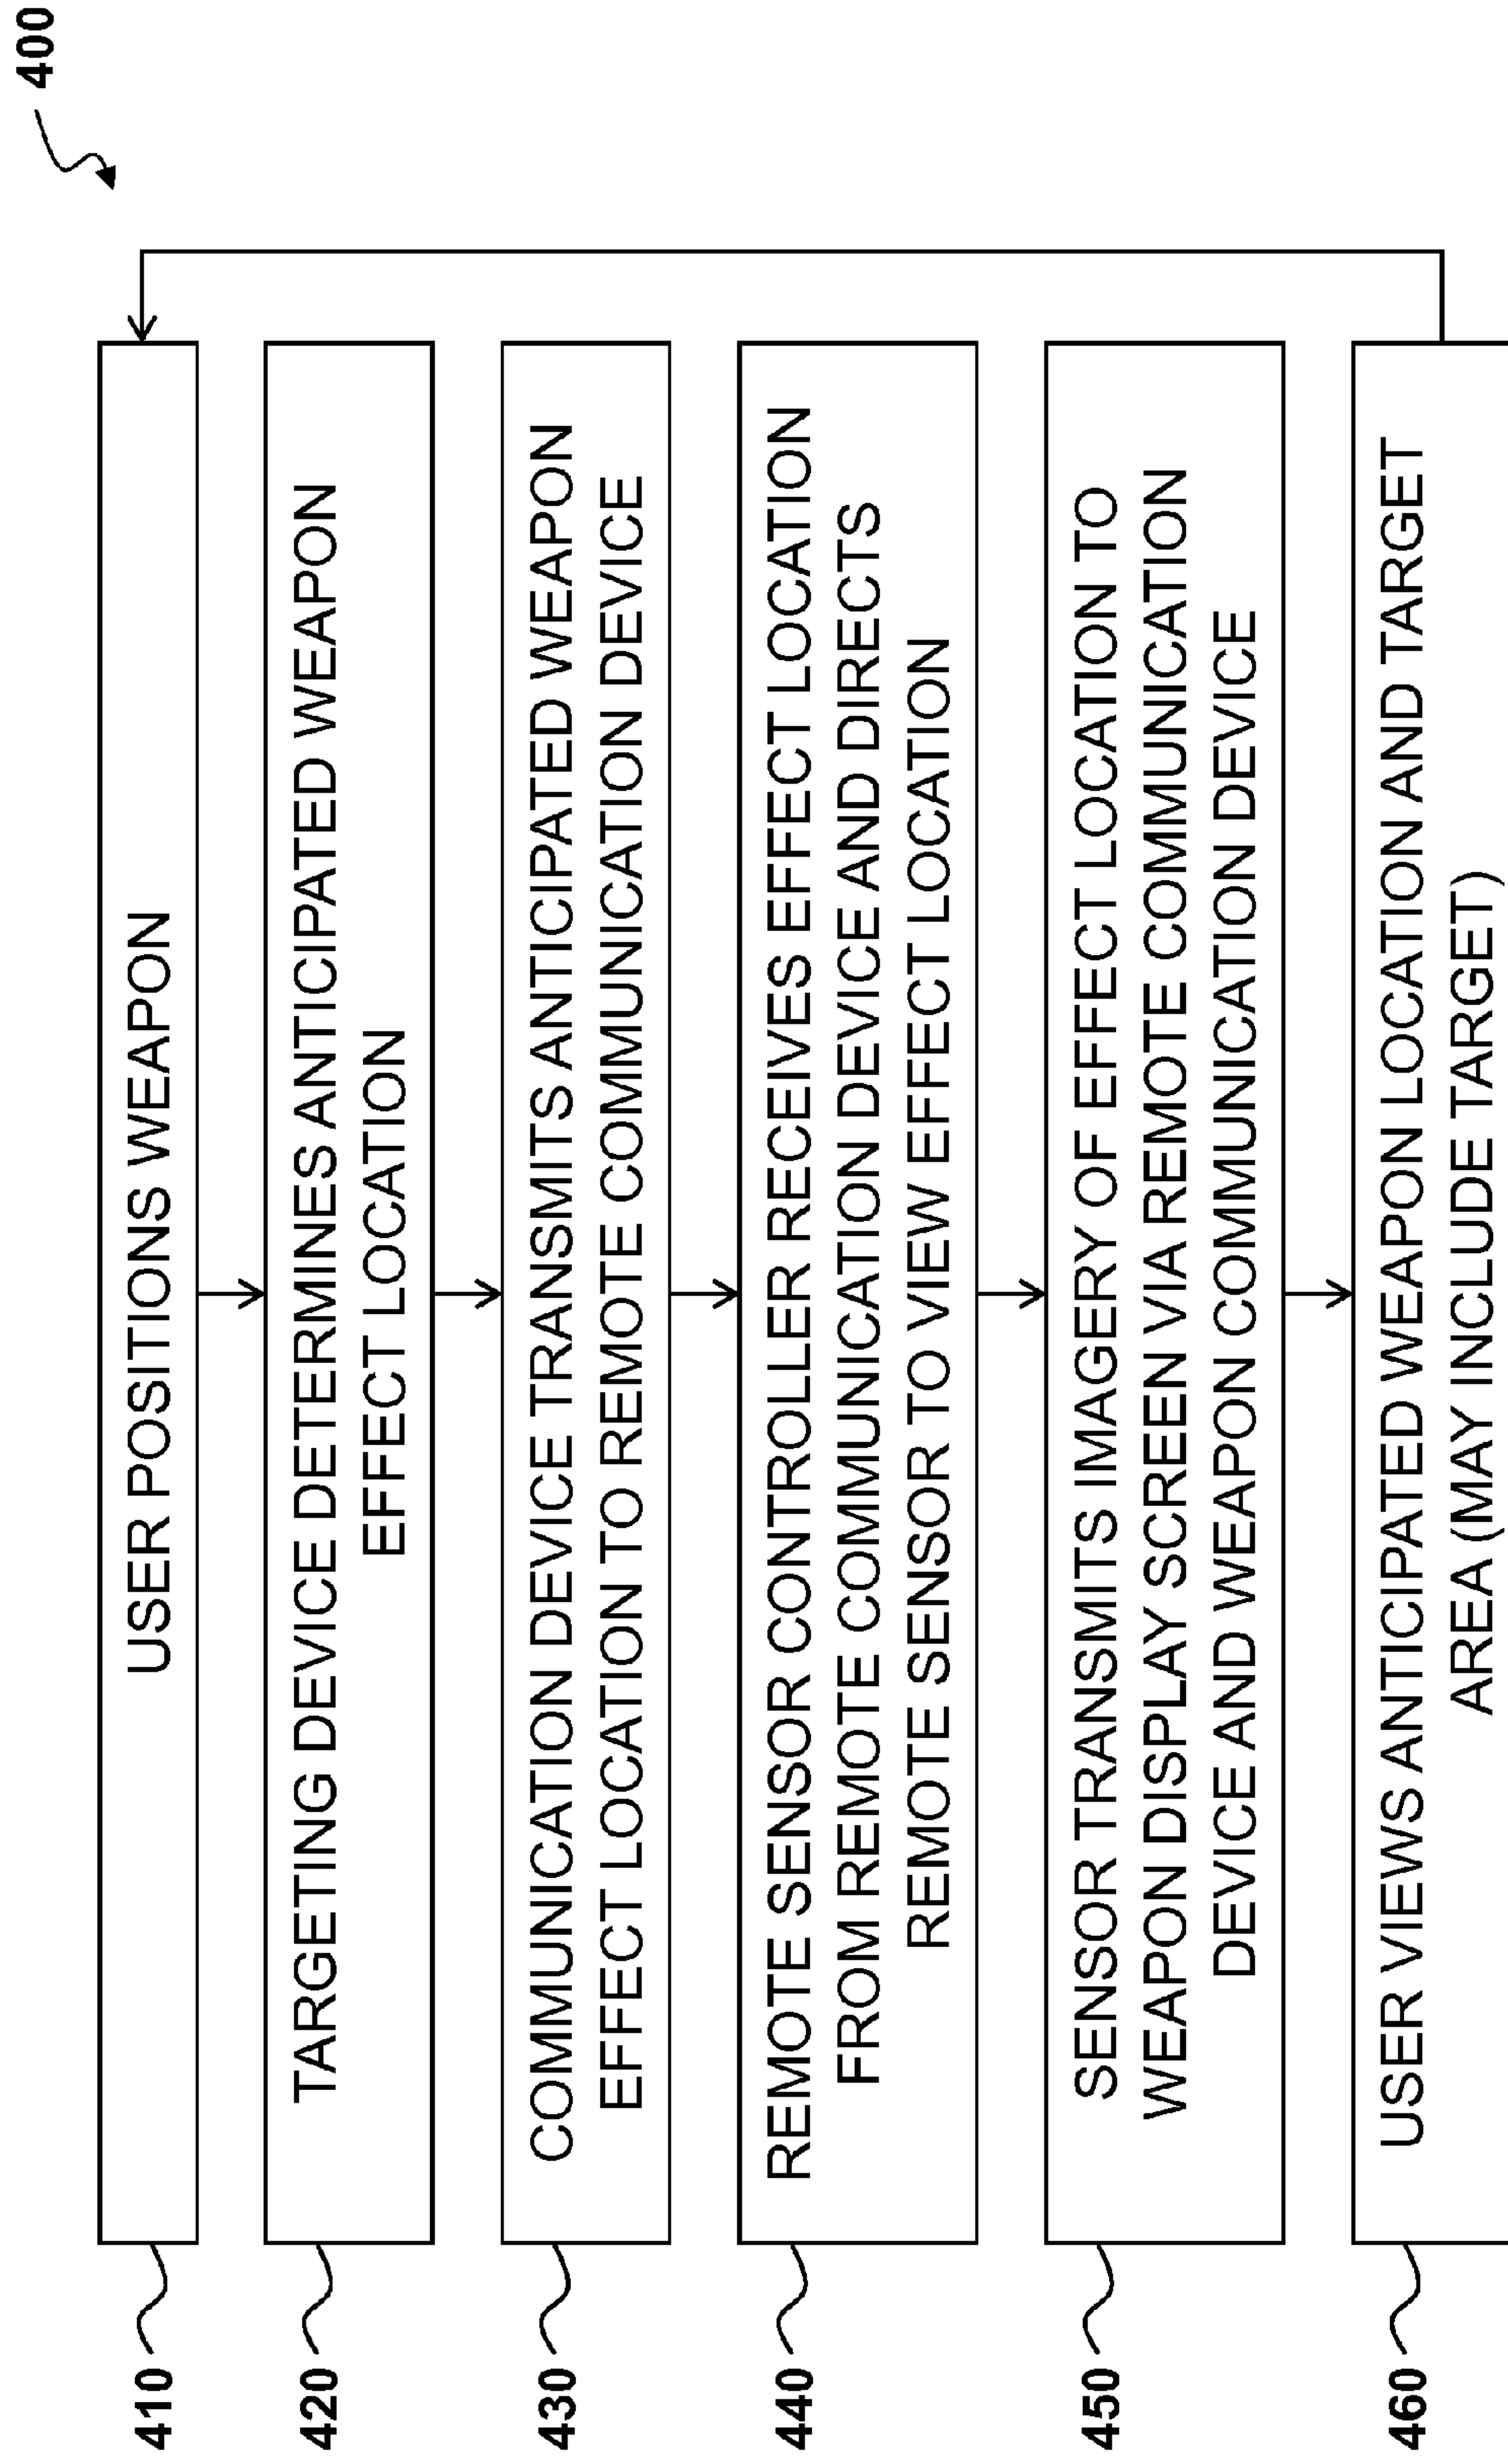 400
410
USER POSITIONS WEAPON
420
TARGETING DEVICE DETERMINES ANTICIPATED WEAPON
EFFECT LOCATION
430
COMMUNICATION DEVICE TRANSMITS ANTICIPATED WEAPON
EFFECT LOCATION TO REMOTE COMMUNICATION DEVICE
440
REMOTE SENSOR CONTROLLER RECEIVES EFFECT LOCATION
FROM REMOTE COMMUNICATION DEVICE AND DIRECTS
REMOTE SENSOR TO VIEW EFFECT LOCATION
450
SENSOR TRANSMITS IMAGERY OF EFFECT LOCATION TO
WEAPON DISPLAY SCREEN VIA REMOTE COMMUNICATION
DEVICE AND WEAPON COMMUNICATION DEVICE
460
USER VIEWS ANTICIPATED WEAPON LOCATION AND TARGET
AREA (MAY INCLUDE TARGET)